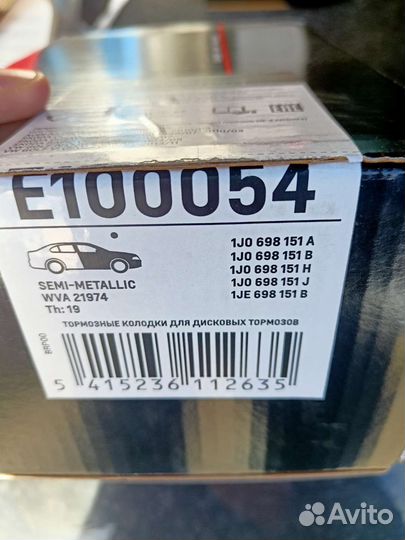 E100054
1J0 698 151 A
1J0 698 151 B
1J0 698 151 H
1J0 698 151 J
1JE 698 151 B
SEMI-METALLIC
WVA 21974
Th: 19
ТОРМОЗНЫЕ КОЛОДКИ ДЛЯ ДИСКОВЫХ ТОРМОЗОВ
BRPOD
5 415236 112635
Avito